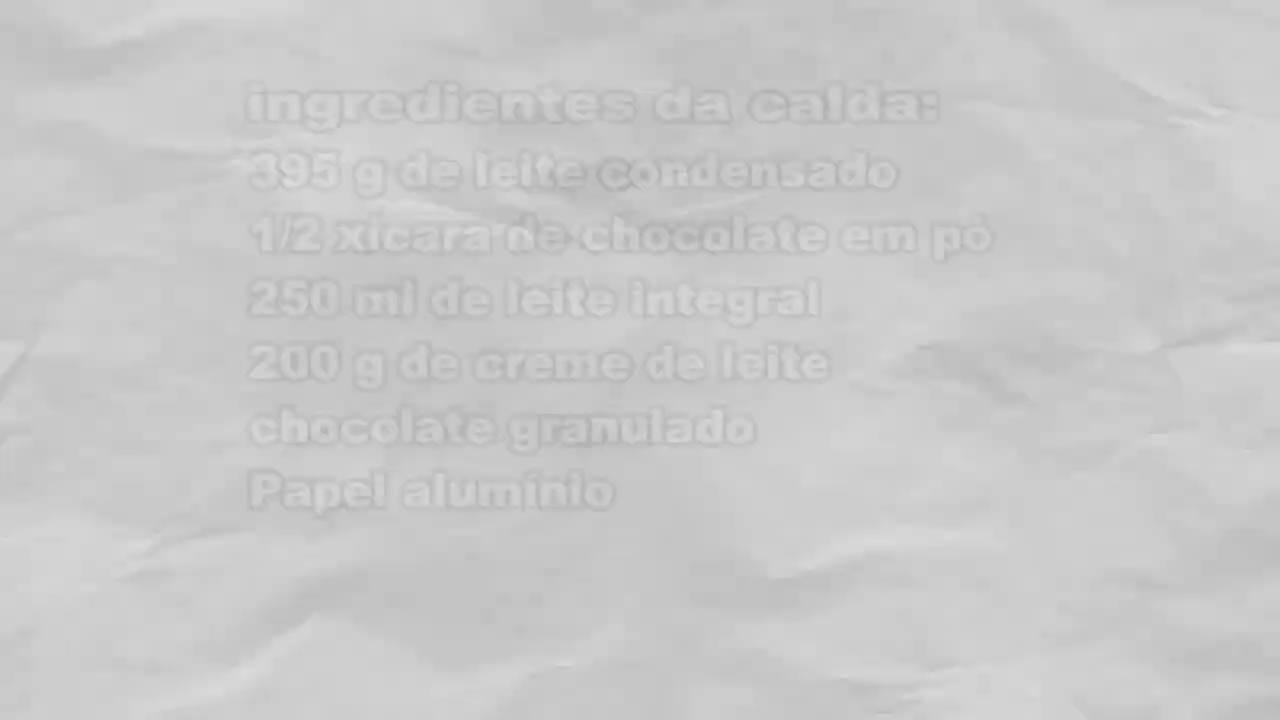 ingredientes da calda:
395 g de leite condensado
1/2 xícara de chocolate em pó
250 ml de leite integral
200 g de creme de leite
chocolate granulado
Papel alumínio